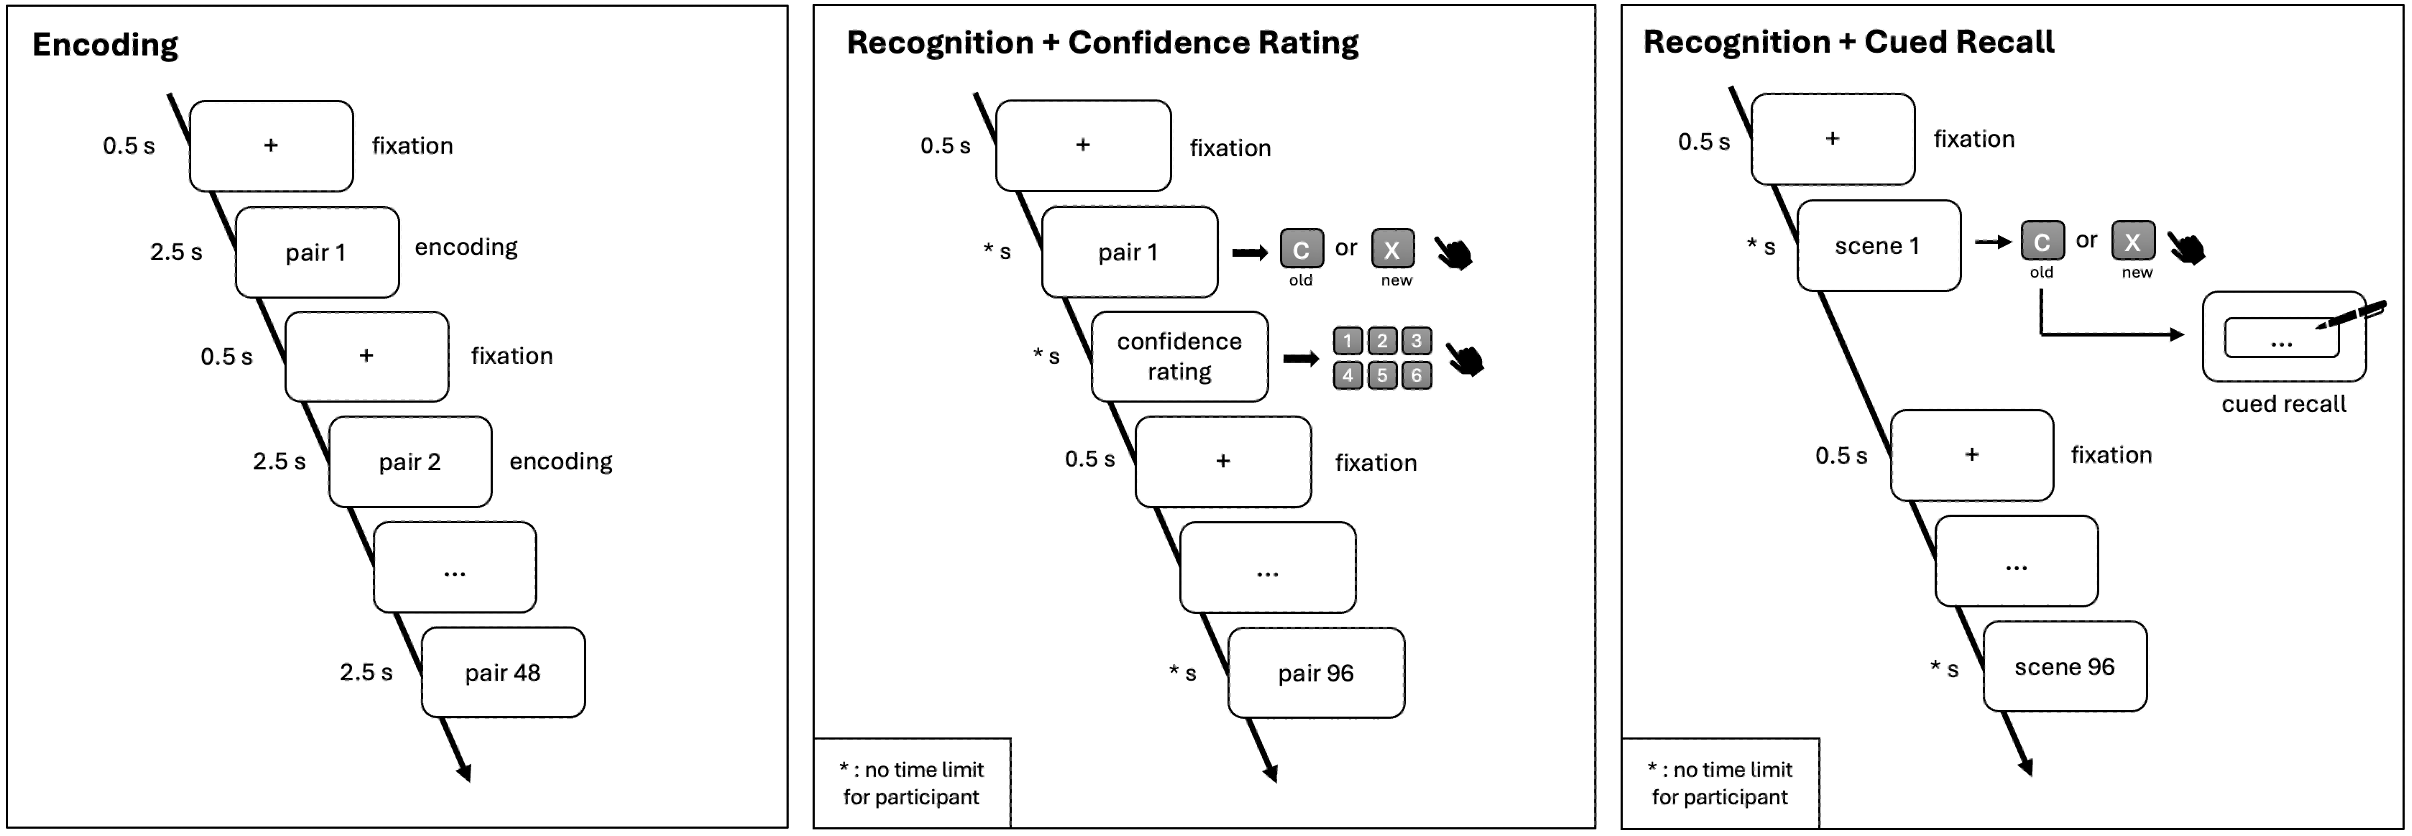 Encoding
0.5 s
+
fixation
2.5 s
pair 1
encoding
0.5 s
+
fixation
2.5 s
pair 2
encoding
...
2.5 s
pair 48
Recognition + Confidence Rating
0.5 s
+
fixation
* s
pair 1
C or X
old
new
* s
confidence
rating
1 2 3
4 5 6
0.5 s
+
fixation
...
* s
pair 96
* : no time limit
for participant
Recognition + Cued Recall
0.5 s
+
fixation
* s
scene 1
C or X
old
new
...
cued recall
0.5 s
+
fixation
...
* s
scene 96
* : no time limit
for participant